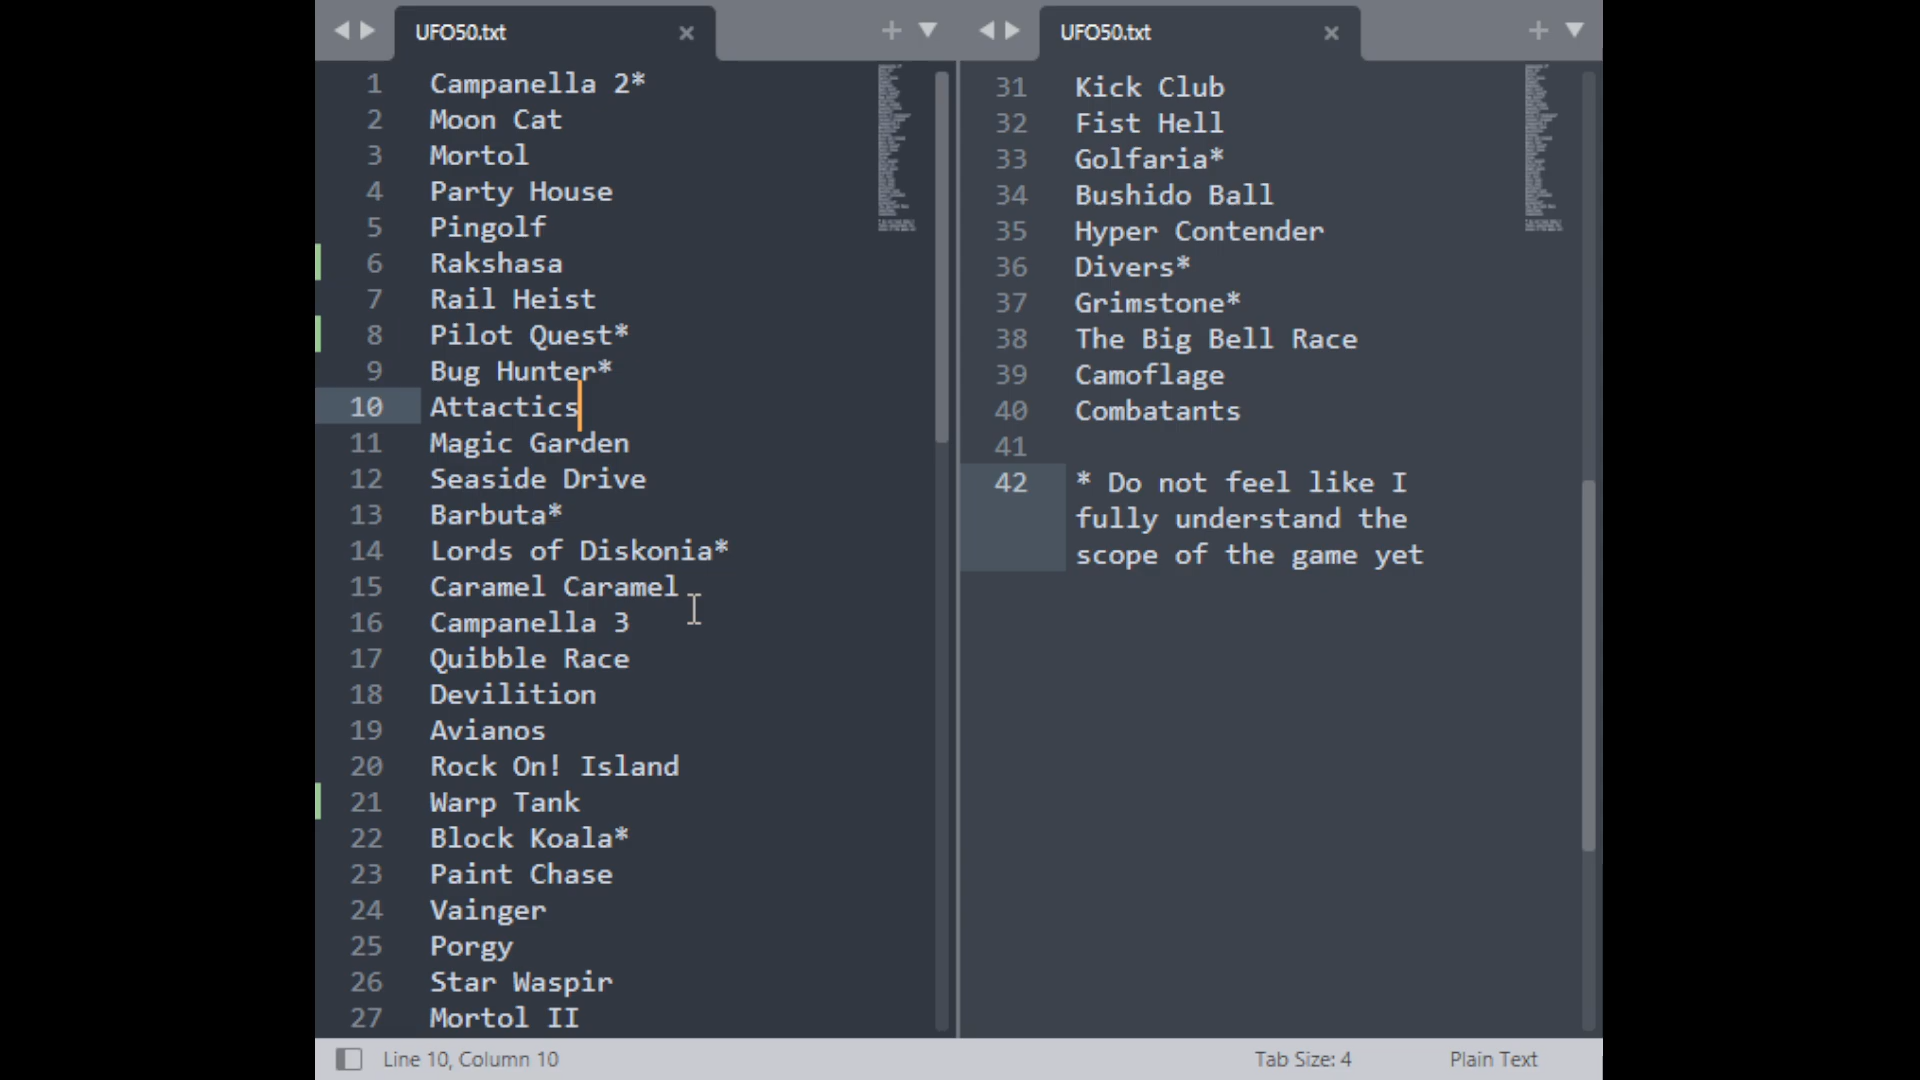 UFO50.txt
1 Campanella 2*
2 Moon Cat
3 Mortol
4 Party House
5 Pingolf
6 Rakshasa
7 Rail Heist
8 Pilot Quest*
9 Bug Hunter*
10 Attactics
11 Magic Garden
12 Seaside Drive
13 Barbuta*
14 Lords of Diskonia*
15 Caramel Caramel
16 Campanella 3
17 Quibble Race
18 Devilition
19 Avianos
20 Rock On! Island
21 Warp Tank
22 Block Koala*
23 Paint Chase
24 Vainger
25 Porgy
26 Star Waspir
27 Mortol II
UFO50.txt
31 Kick Club
32 Fist Hell
33 Golfaria*
34 Bushido Ball
35 Hyper Contender
36 Divers*
37 Grimstone*
38 The Big Bell Race
39 Camoflage
40 Combatants
41
42 * Do not feel like I
fully understand the
scope of the game yet
Line 10, Column 10
Tab Size: 4
Plain Text